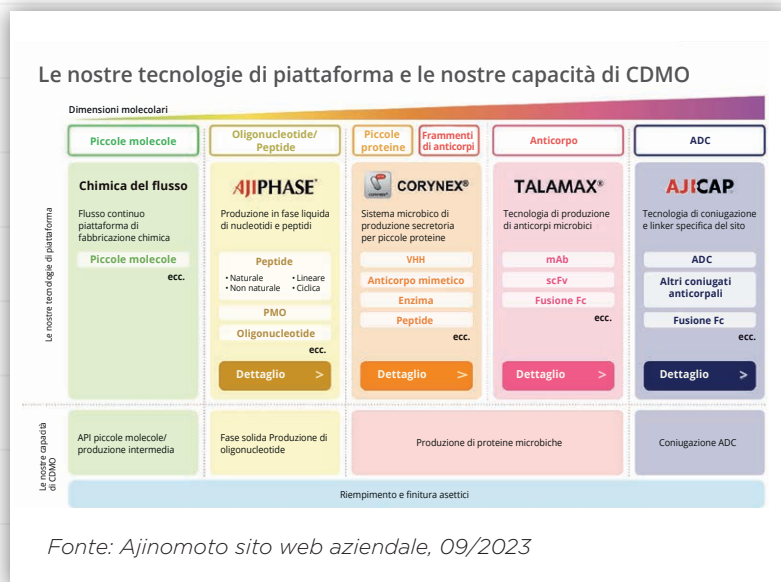 Le nostre tecnologie di piattaforma e le nostre capacità di CDMO
Dimensioni molecolari
Piccole molecole
Oligonucleotide/
Peptide
Piccole
proteine
Frammenti
di anticorpi
Anticorpo
ADC
Le nostre tecnologie di piattaforma
Chimica del flusso
Flusso continuo
piattaforma di
fabbricazione chimica
Piccole molecole
ecc.
AJIPHASE®
Produzione in fase liquida
di nucleotidi e peptidi
Peptide
• Naturale • Lineare
• Non naturale • Ciclica
PMO
Oligonucleotide
ecc.
Dettaglio >
CORYNEX®
Sistema microbico di
produzione secretoria
per piccole proteine
VHH
Anticorpo mimetico
Enzima
Peptide
ecc.
Dettaglio >
TALAMAX®
Tecnologia di produzione
di anticorpi microbici
mAb
scFv
Fusione Fc
ecc.
Dettaglio >
AJICAP
Tecnologia di coniugazione
e linker specifica del sito
ADC
Altri coniugati
anticorpali
Fusione Fc
ecc.
Dettaglio >
Le nostre capacità
di CDMO
API piccole molecole/
produzione intermedia
Fase solida Produzione di
oligonucleotide
Produzione di proteine microbiche
Coniugazione ADC
Riempimento e finitura asettici
Fonte: Ajinomoto sito web aziendale, 09/2023